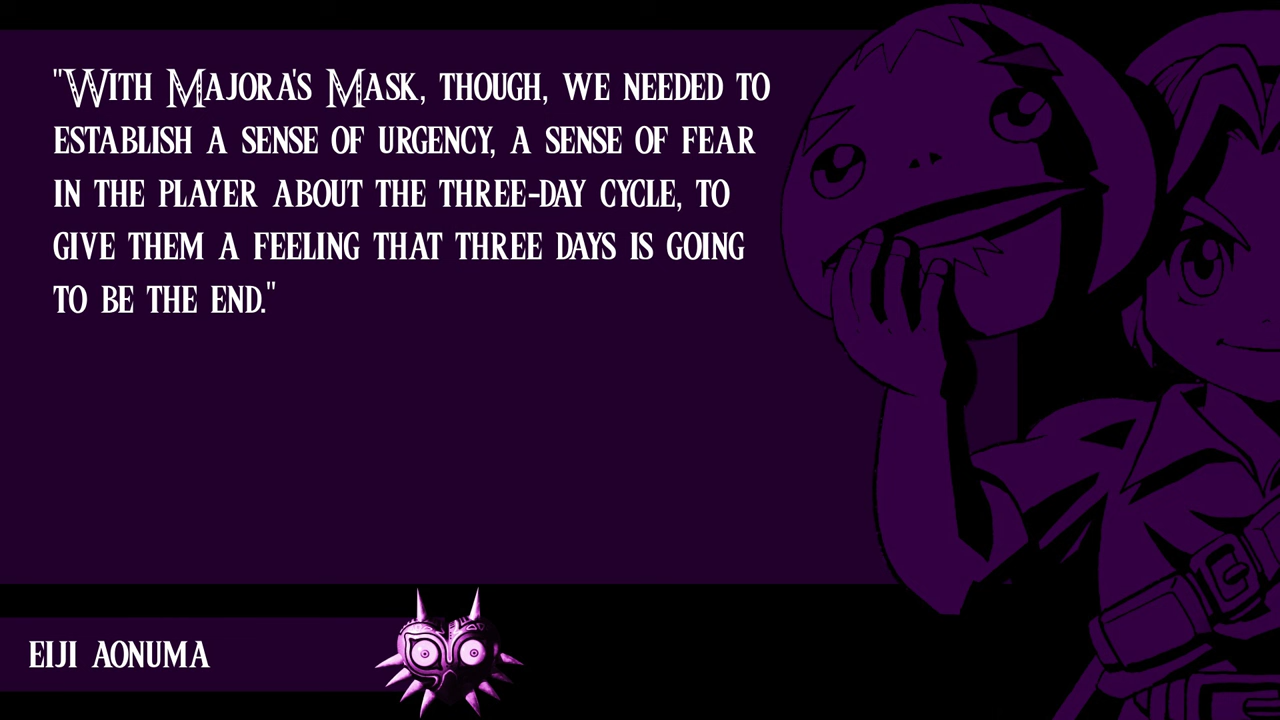 "With Majora's Mask, though, we needed to
establish a sense of urgency, a sense of fear
in the player about the three-day cycle, to
give them a feeling that three days is going
to be the end."
Eiji Aonuma